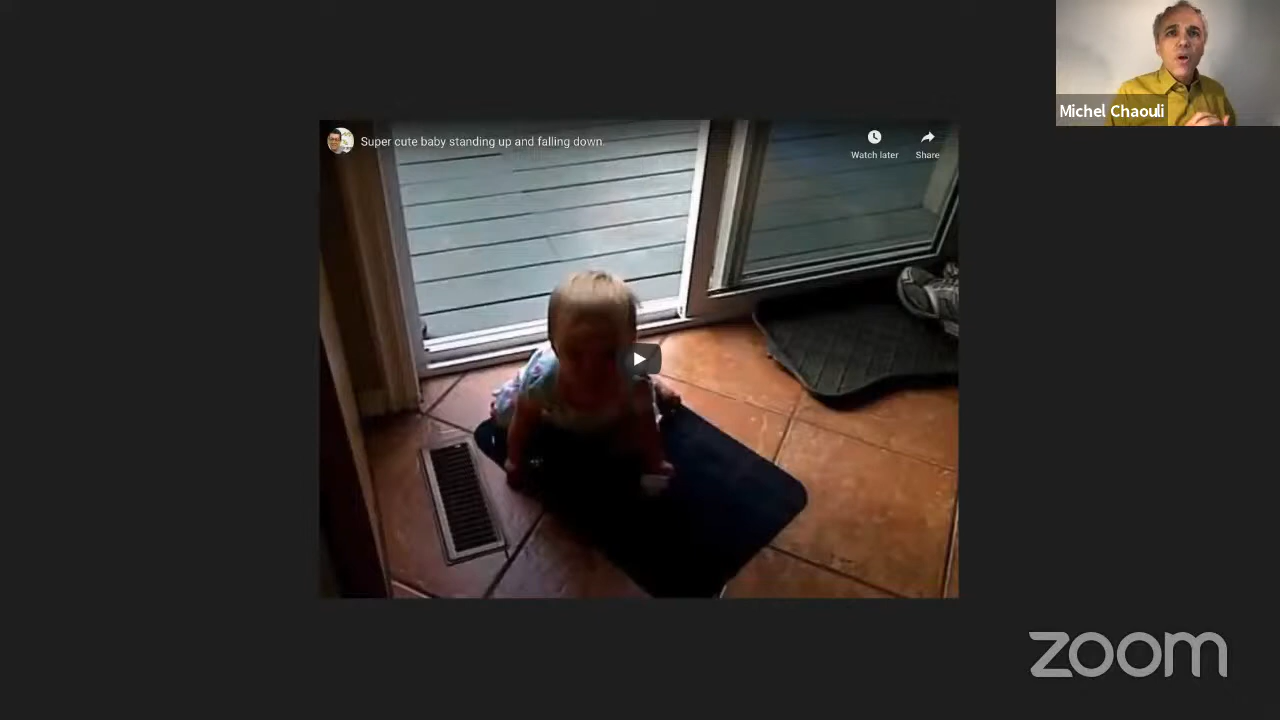 Michel Chaouli
Super cute baby standing up and falling down.
Watch later
Share
zoom